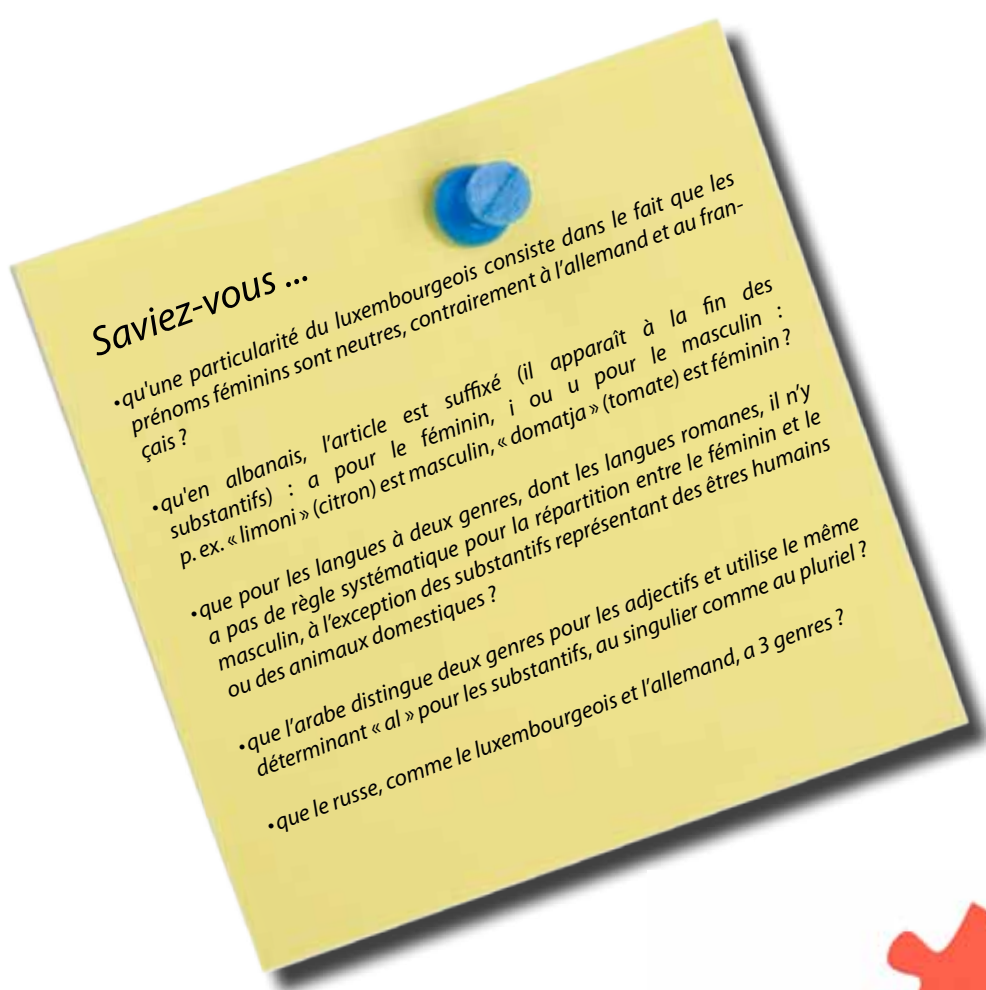 Saviez-vous ...
•qu'une particularité du luxembourgeois consiste dans le fait que les
prénoms féminins sont neutres, contrairement à l'allemand et au fran-
çais ?
•qu'en albanais, l'article est suffixé (il apparaît à la fin des
substantifs) : a pour le féminin, i ou u pour le masculin :
p. ex. « limoni » (citron) est masculin, « domatja » (tomate) est féminin ?
•que pour les langues à deux genres, dont les langues romanes, il n'y
a pas de règle systématique pour la répartition entre le féminin et le
masculin, à l'exception des substantifs représentant des êtres humains
ou des animaux domestiques ?
•que l'arabe distingue deux genres pour les adjectifs et utilise le même
déterminant « al » pour les substantifs, au singulier comme au pluriel ?
•que le russe, comme le luxembourgeois et l'allemand, a 3 genres ?